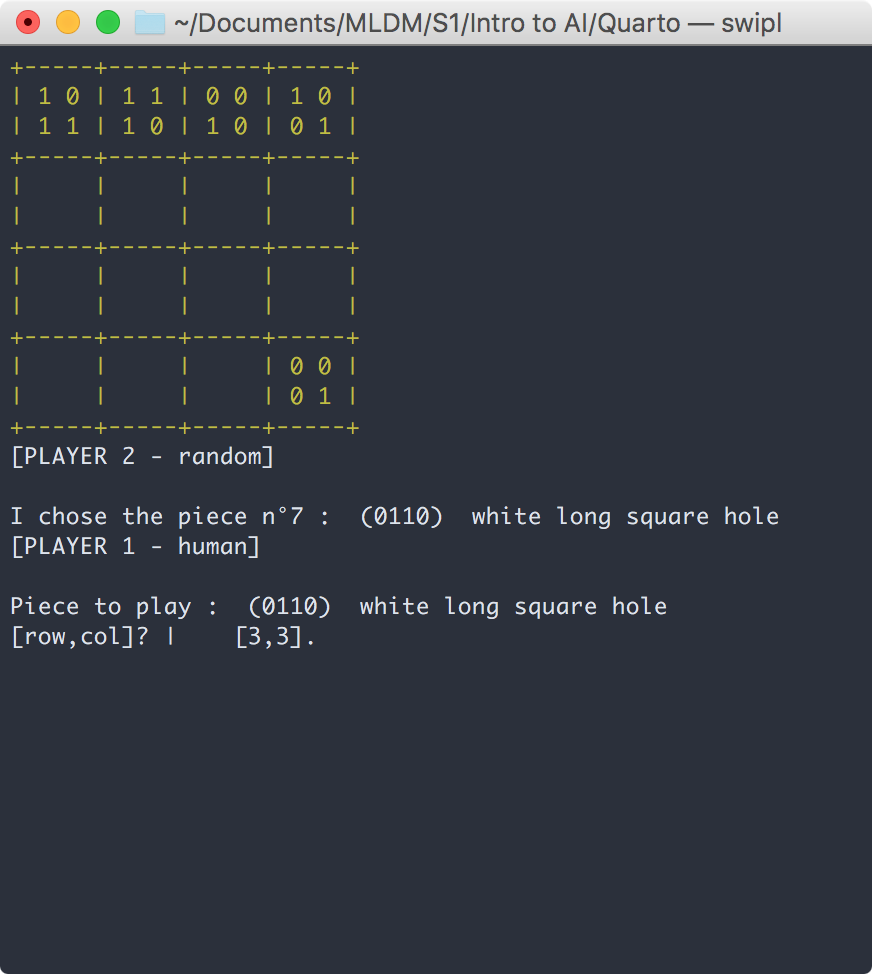 ~/Documents/MLDM/S1/Intro to AI/Quarto — swipl
+-----+-----+-----+-----+
| 1 0 | 1 1 | 0 0 | 1 0 |
| 1 1 | 1 0 | 1 0 | 0 1 |
+-----+-----+-----+-----+
|     |     |     |     |
|     |     |     |     |
+-----+-----+-----+-----+
|     |     |     |     |
|     |     |     |     |
+-----+-----+-----+-----+
|     |     |     | 0 0 |
|     |     |     | 0 1 |
+-----+-----+-----+-----+
[PLAYER 2 - random]
I chose the piece n°7 :  (0110)  white long square hole
[PLAYER 1 - human]
Piece to play :  (0110)  white long square hole
[row,col]? |    [3,3].